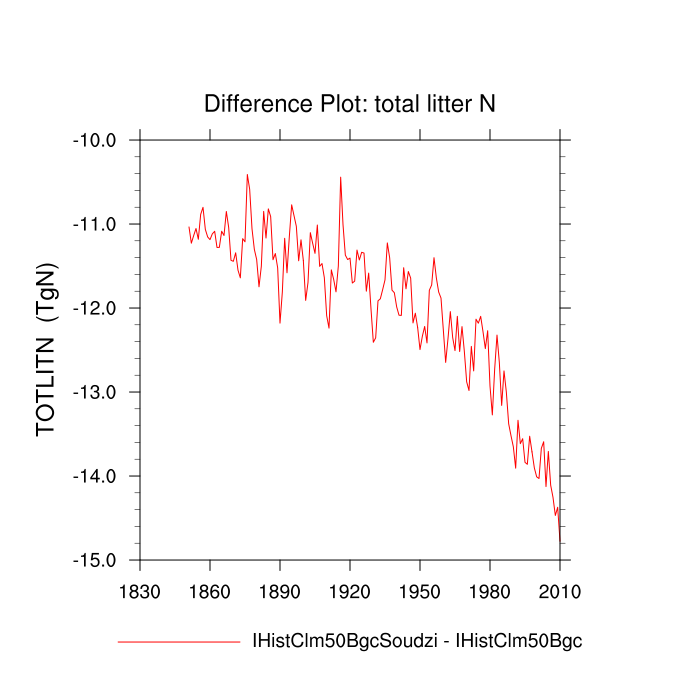 Difference Plot: total litter N
-10.0
-11.0
-12.0
-13.0
-14.0
-15.0
TOTLITN (TgN)
1830 1860 1890 1920 1950 1980 2010
IHistClm50BgcSoudzi - IHistClm50Bgc